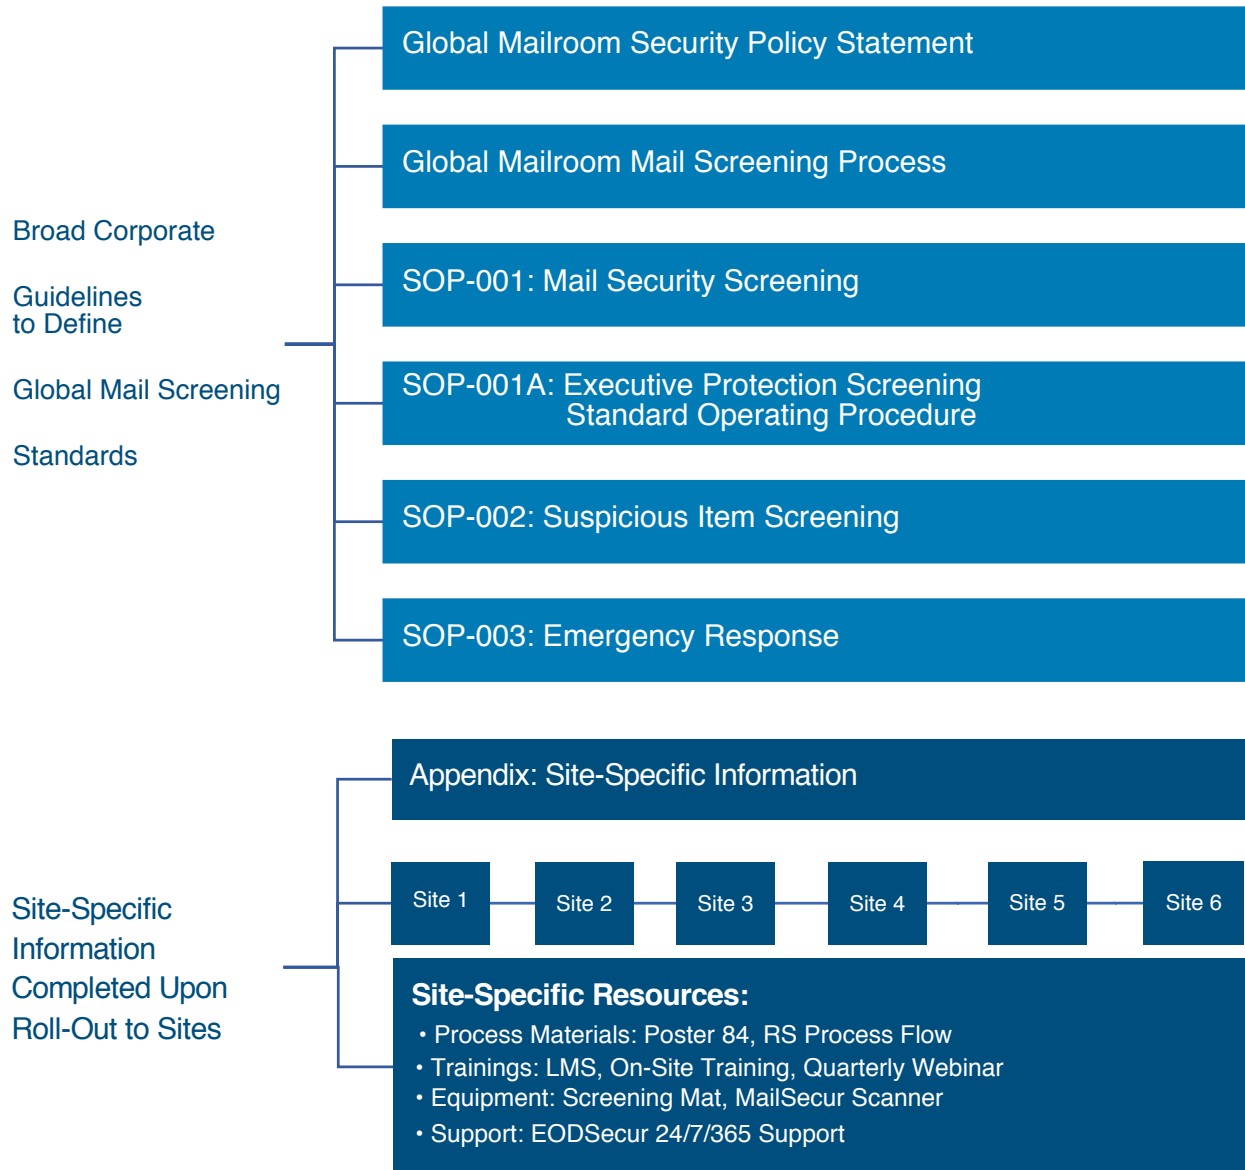 Global Mailroom Security Policy Statement
Global Mailroom Mail Screening Process
Broad Corporate
Guidelines
to Define
Global Mail Screening
Standards
SOP-001: Mail Security Screening
SOP-001A: Executive Protection Screening
Standard Operating Procedure
SOP-002: Suspicious Item Screening
SOP-003: Emergency Response
Appendix: Site-Specific Information
Site 1 Site 2 Site 3 Site 4 Site 5 Site 6
Site-Specific
Information
Completed Upon
Roll-Out to Sites
Site-Specific Resources:
• Process Materials: Poster 84, RS Process Flow
• Trainings: LMS, On-Site Training, Quarterly Webinar
• Equipment: Screening Mat, MailSecur Scanner
• Support: EODSecur 24/7/365 Support